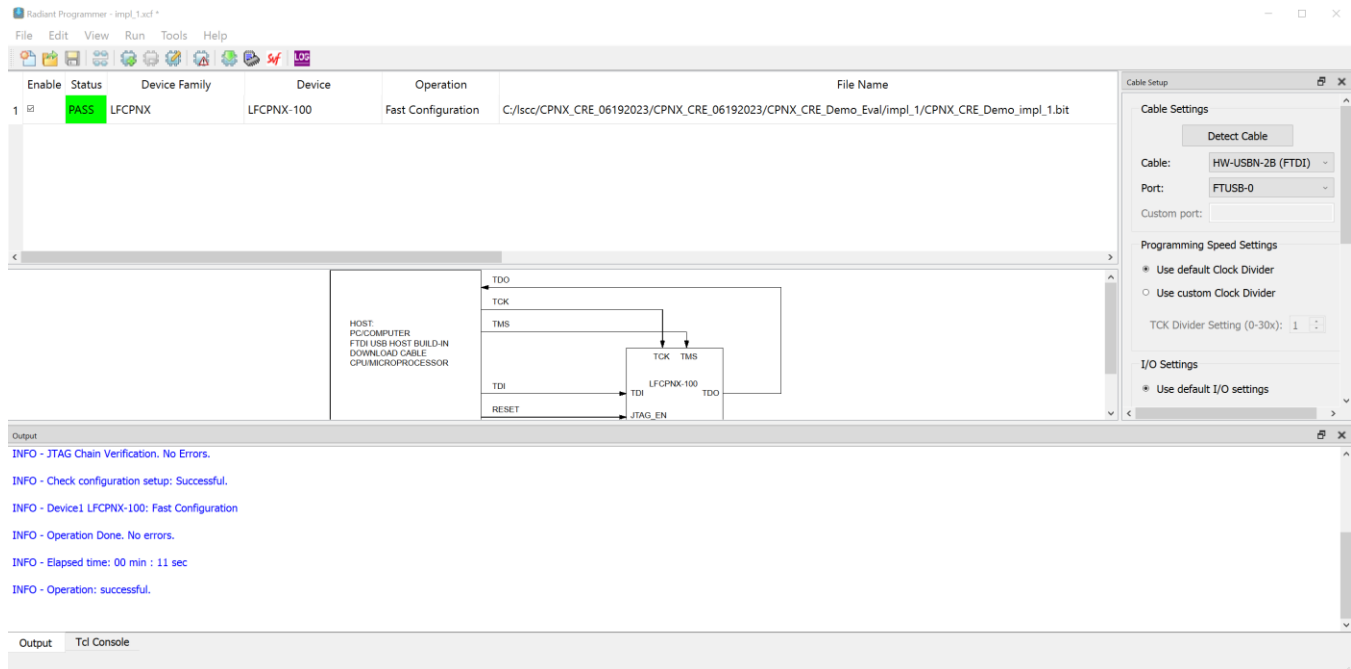 Radiant Programmer - impl_1.xcf *
File Edit View Run Tools Help
Svf LOG
Enable Status Device Family Device Operation File Name
1 PASS LFCPNX LFCPNX-100 Fast Configuration C:/lscc/CPNX_CRE_06192023/CPNX_CRE_06192023/CPNX_CRE_Demo_Eval/impl_1/CPNX_CRE_Demo_impl_1.bit
Cable Setup
Cable Settings
Detect Cable
Cable: HW-USBN-2B (FTDI)
Port: FTUSB-0
Custom port:
Programming Speed Settings
Use default Clock Divider
Use custom Clock Divider
TCK Divider Setting (0-30x): 1
I/O Settings
Use default I/O settings
HOST:
PC/COMPUTER
FTDI USB HOST BUILD-IN
DOWNLOAD CABLE
CPU/MICROPROCESSOR
TDO
TCK
TMS
TDI
RESET
TCK TMS
LFCPNX-100
TDI TDO
JTAG_EN
Output
INFO - JTAG Chain Verification. No Errors.
INFO - Check configuration setup: Successful.
INFO - Device1 LFCPNX-100: Fast Configuration
INFO - Operation Done. No errors.
INFO - Elapsed time: 00 min : 11 sec
INFO - Operation: successful.
Output Tcl Console